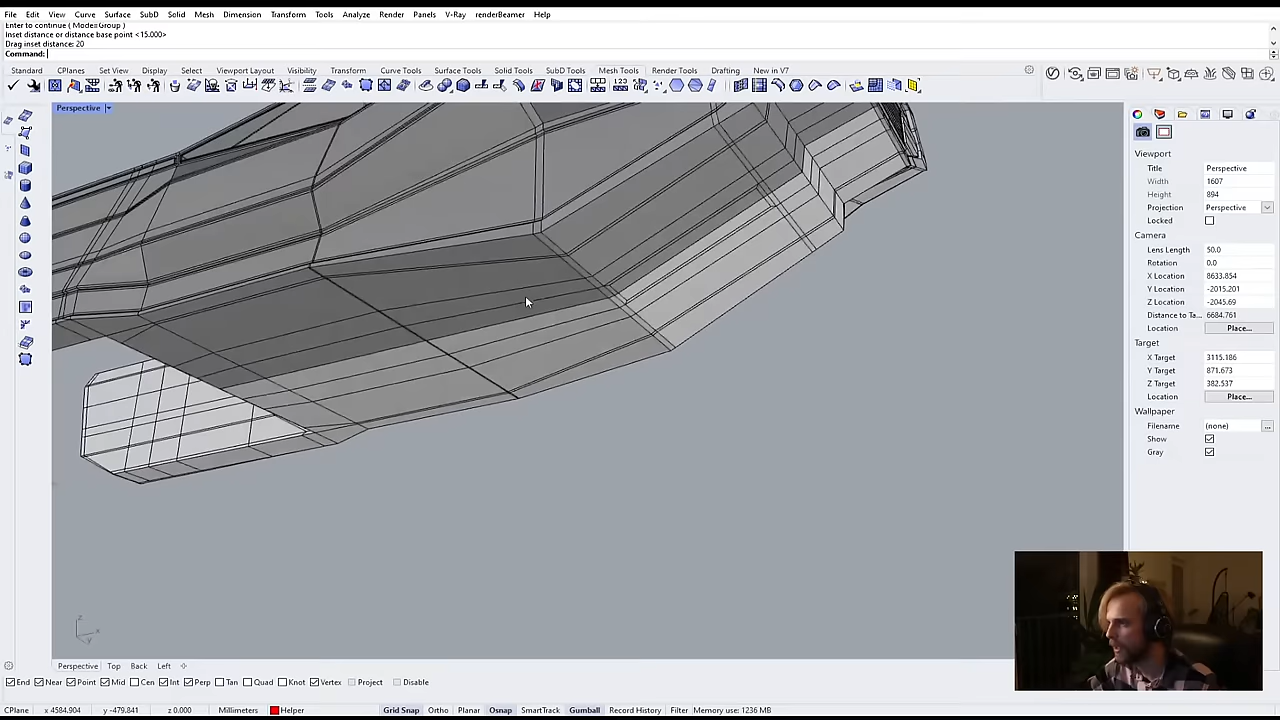 File Edit View Curve Surface SubD Solid Mesh Dimension Transform Tools Analyze Render Panels V-Ray renderBeamer Help
Enter to continue ( Mode=Group )
Inset distance or distance base point <15.000>
Drag inset distance: 20
Command:
Standard CPlanes Set View Display Select Viewport Layout Visibility Transform Curve Tools Surface Tools Solid Tools SubD Tools Mesh Tools Render Tools Drafting New in V7
Perspective
Viewport
Title Perspective
Width 1607
Height 894
Projection Perspective
Locked
Camera
Lens Length 50.0
Rotation 0.0
X Location 8633.854
Y Location -2015.201
Z Location -2045.69
Distance to Ta... 6684.761
Location Place...
Target
X Target 3115.186
Y Target 871.673
Z Target 382.537
Location Place...
Wallpaper
Filename (none) ...
Show
Gray
z
x
y
Perspective Top Back Left
End Near Point Mid Cen Int Perp Tan Quad Knot Vertex Project Disable
CPlane x 4584.904 y -479.841 z 0.000 Millimeters Helper Grid Snap Ortho Planar Osnap SmartTrack Gumball Record History Filter Memory use: 1236 MB